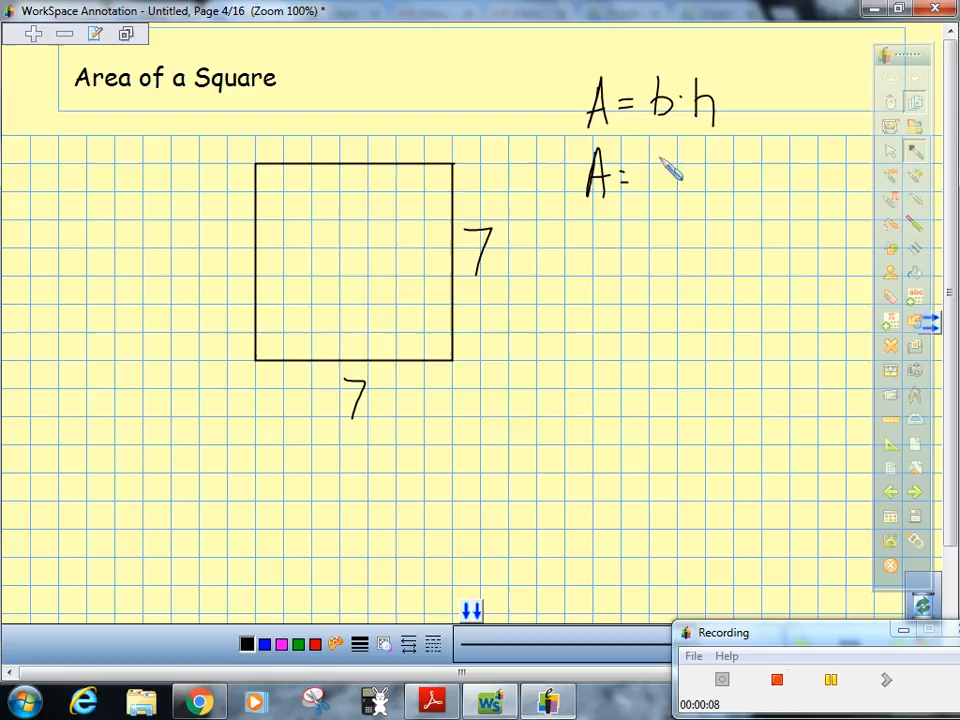 WorkSpace Annotation - Untitled, Page 4/16 (Zoom 100%) *
Area of a Square
A = b·h
A =
7
7
Recording
File Help
00:00:08